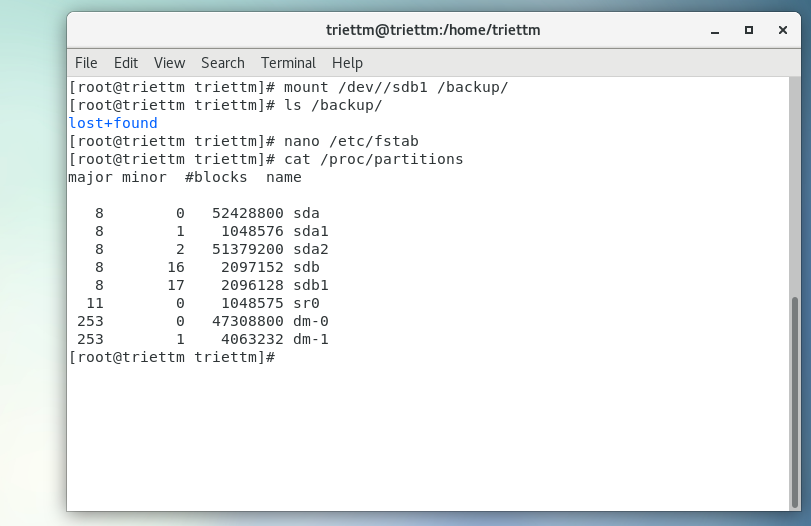 triettm@triettm:/home/triettm
File Edit View Search Terminal Help
[root@triettm triettm]# mount /dev//sdb1 /backup/
[root@triettm triettm]# ls /backup/
lost+found
[root@triettm triettm]# nano /etc/fstab
[root@triettm triettm]# cat /proc/partitions
major minor  #blocks  name
   8        0   52428800 sda
   8        1    1048576 sda1
   8        2   51379200 sda2
   8       16    2097152 sdb
   8       17    2096128 sdb1
  11        0    1048575 sr0
 253        0   47308800 dm-0
 253        1    4063232 dm-1
[root@triettm triettm]#